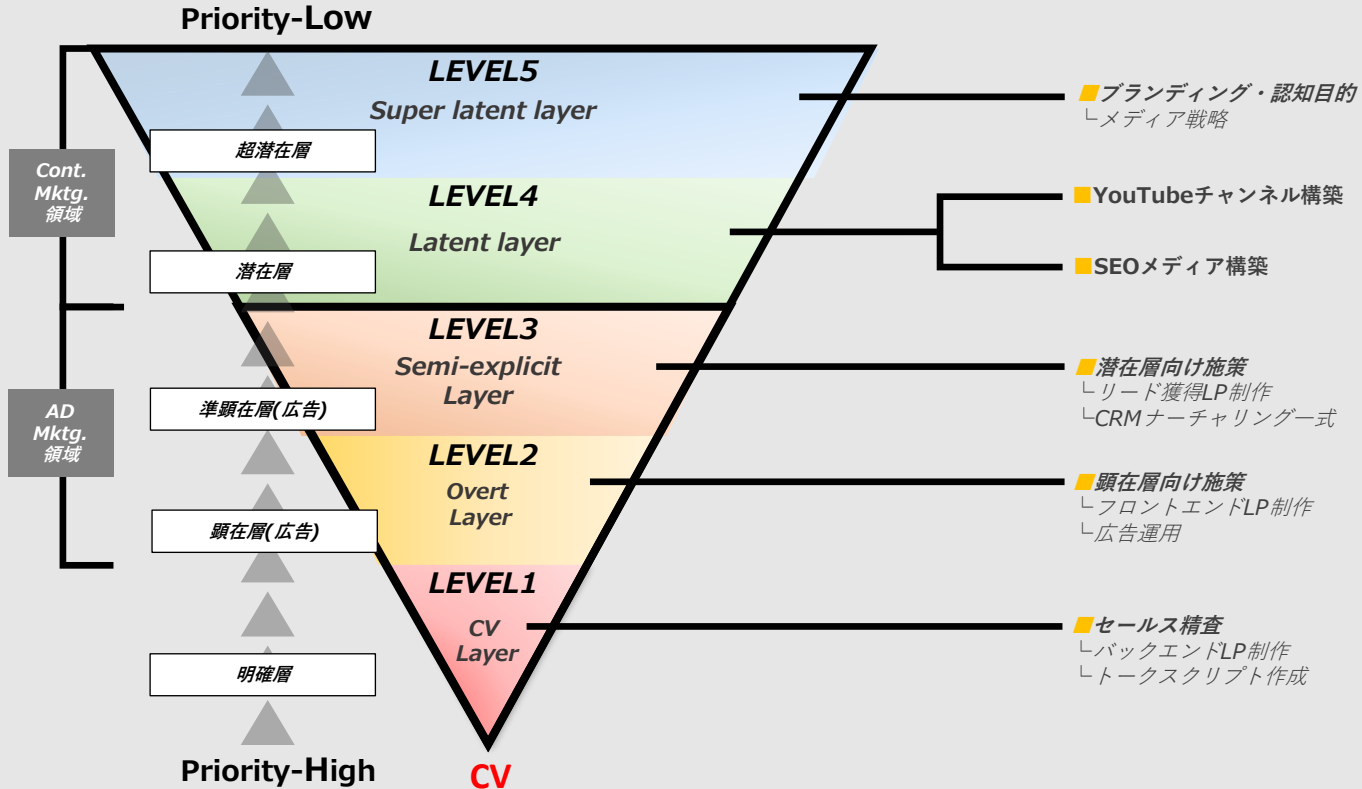 Priority-Low
LEVEL5
Super latent layer
超潜在層
Cont.
Mktg.
領域
LEVEL4
Latent layer
潜在層
LEVEL3
Semi-explicit
Layer
準顕在層(広告)
AD
Mktg.
領域
LEVEL2
Overt
Layer
顕在層(広告)
LEVEL1
CV
Layer
明確層
Priority-High
CV
■ブランディング・認知目的
└メディア戦略
■YouTubeチャンネル構築
■SEOメディア構築
■潜在層向け施策
└リード獲得LP制作
└CRMナーチャリング一式
■顕在層向け施策
└フロントエンドLP制作
└広告運用
■セールス精査
└バックエンドLP制作
└トークスクリプト作成